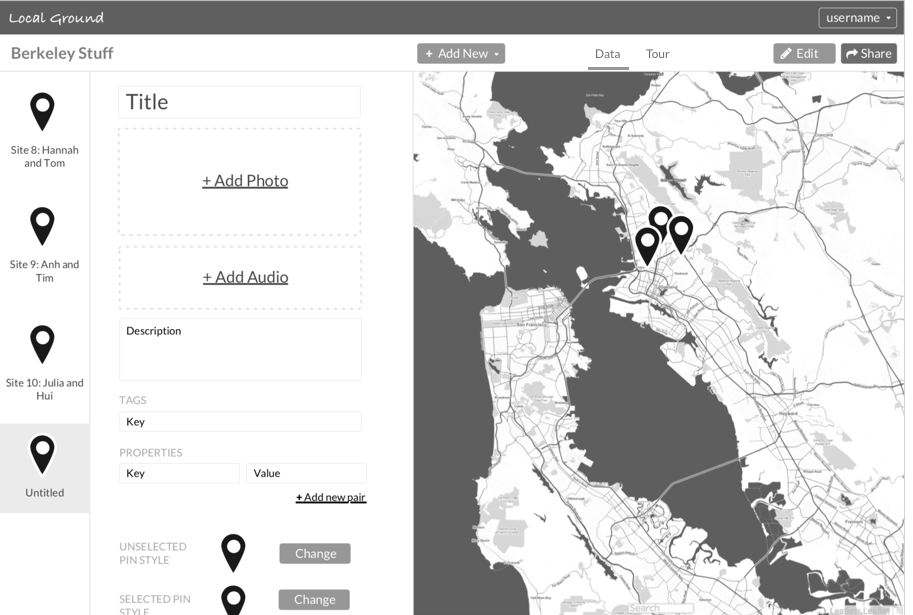 Local Ground
username
Berkeley Stuff
+ Add New
Data
Tour
Edit
Share
Site 8: Hannah
and Tom
Site 9: Anh and
Tim
Site 10: Julia and
Hui
Untitled
Title
+ Add Photo
+ Add Audio
Description
TAGS
Key
PROPERTIES
Key
Value
+ Add new pair
UNSELECTED
PIN STYLE
Change
SELECTED PIN
STYLE
Change
San Francisco
Hayward
Search